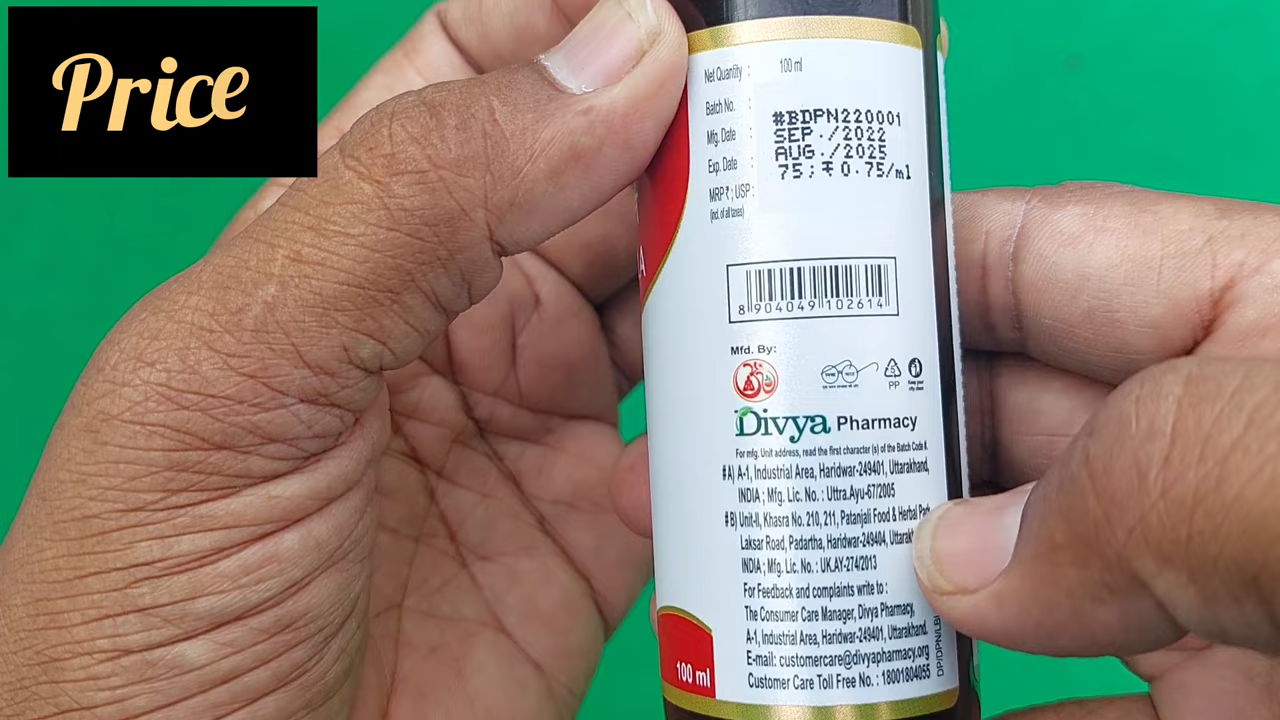 Price
Net Quantity : 100 ml
Batch No. : #BDPN220001
Mfg. Date : SEP./2022
Exp. Date : AUG./2025
MRP ₹ ; USP : 75;₹0.75/ml
(incl. of all taxes)
8 904049 102614
Mfd. By:
PP
Divya Pharmacy
For mfg. Unit address, read the first character (s) of the Batch Code #.
# A) A-1, Industrial Area, Haridwar-249401, Uttarakhand,
INDIA ; Mfg. Lic. No. : Uttra.Ayu-67/2005
# B) Unit-II, Khasra No. 210, 211, Patanjali Food & Herbal Park,
Laksar Road, Padartha, Haridwar-249404,
INDIA ; Mfg. Lic. No. : UK.AY-274/2013
For Feedback and complaints write to :
The Consumer Care Manager, Divya Pharmacy,
A-1, Industrial Area, Haridwar-249401, Uttarakhand.
E-mail: customercare@divyapharmacy.org
Customer Care Toll Free No. : 18001804055
100 ml